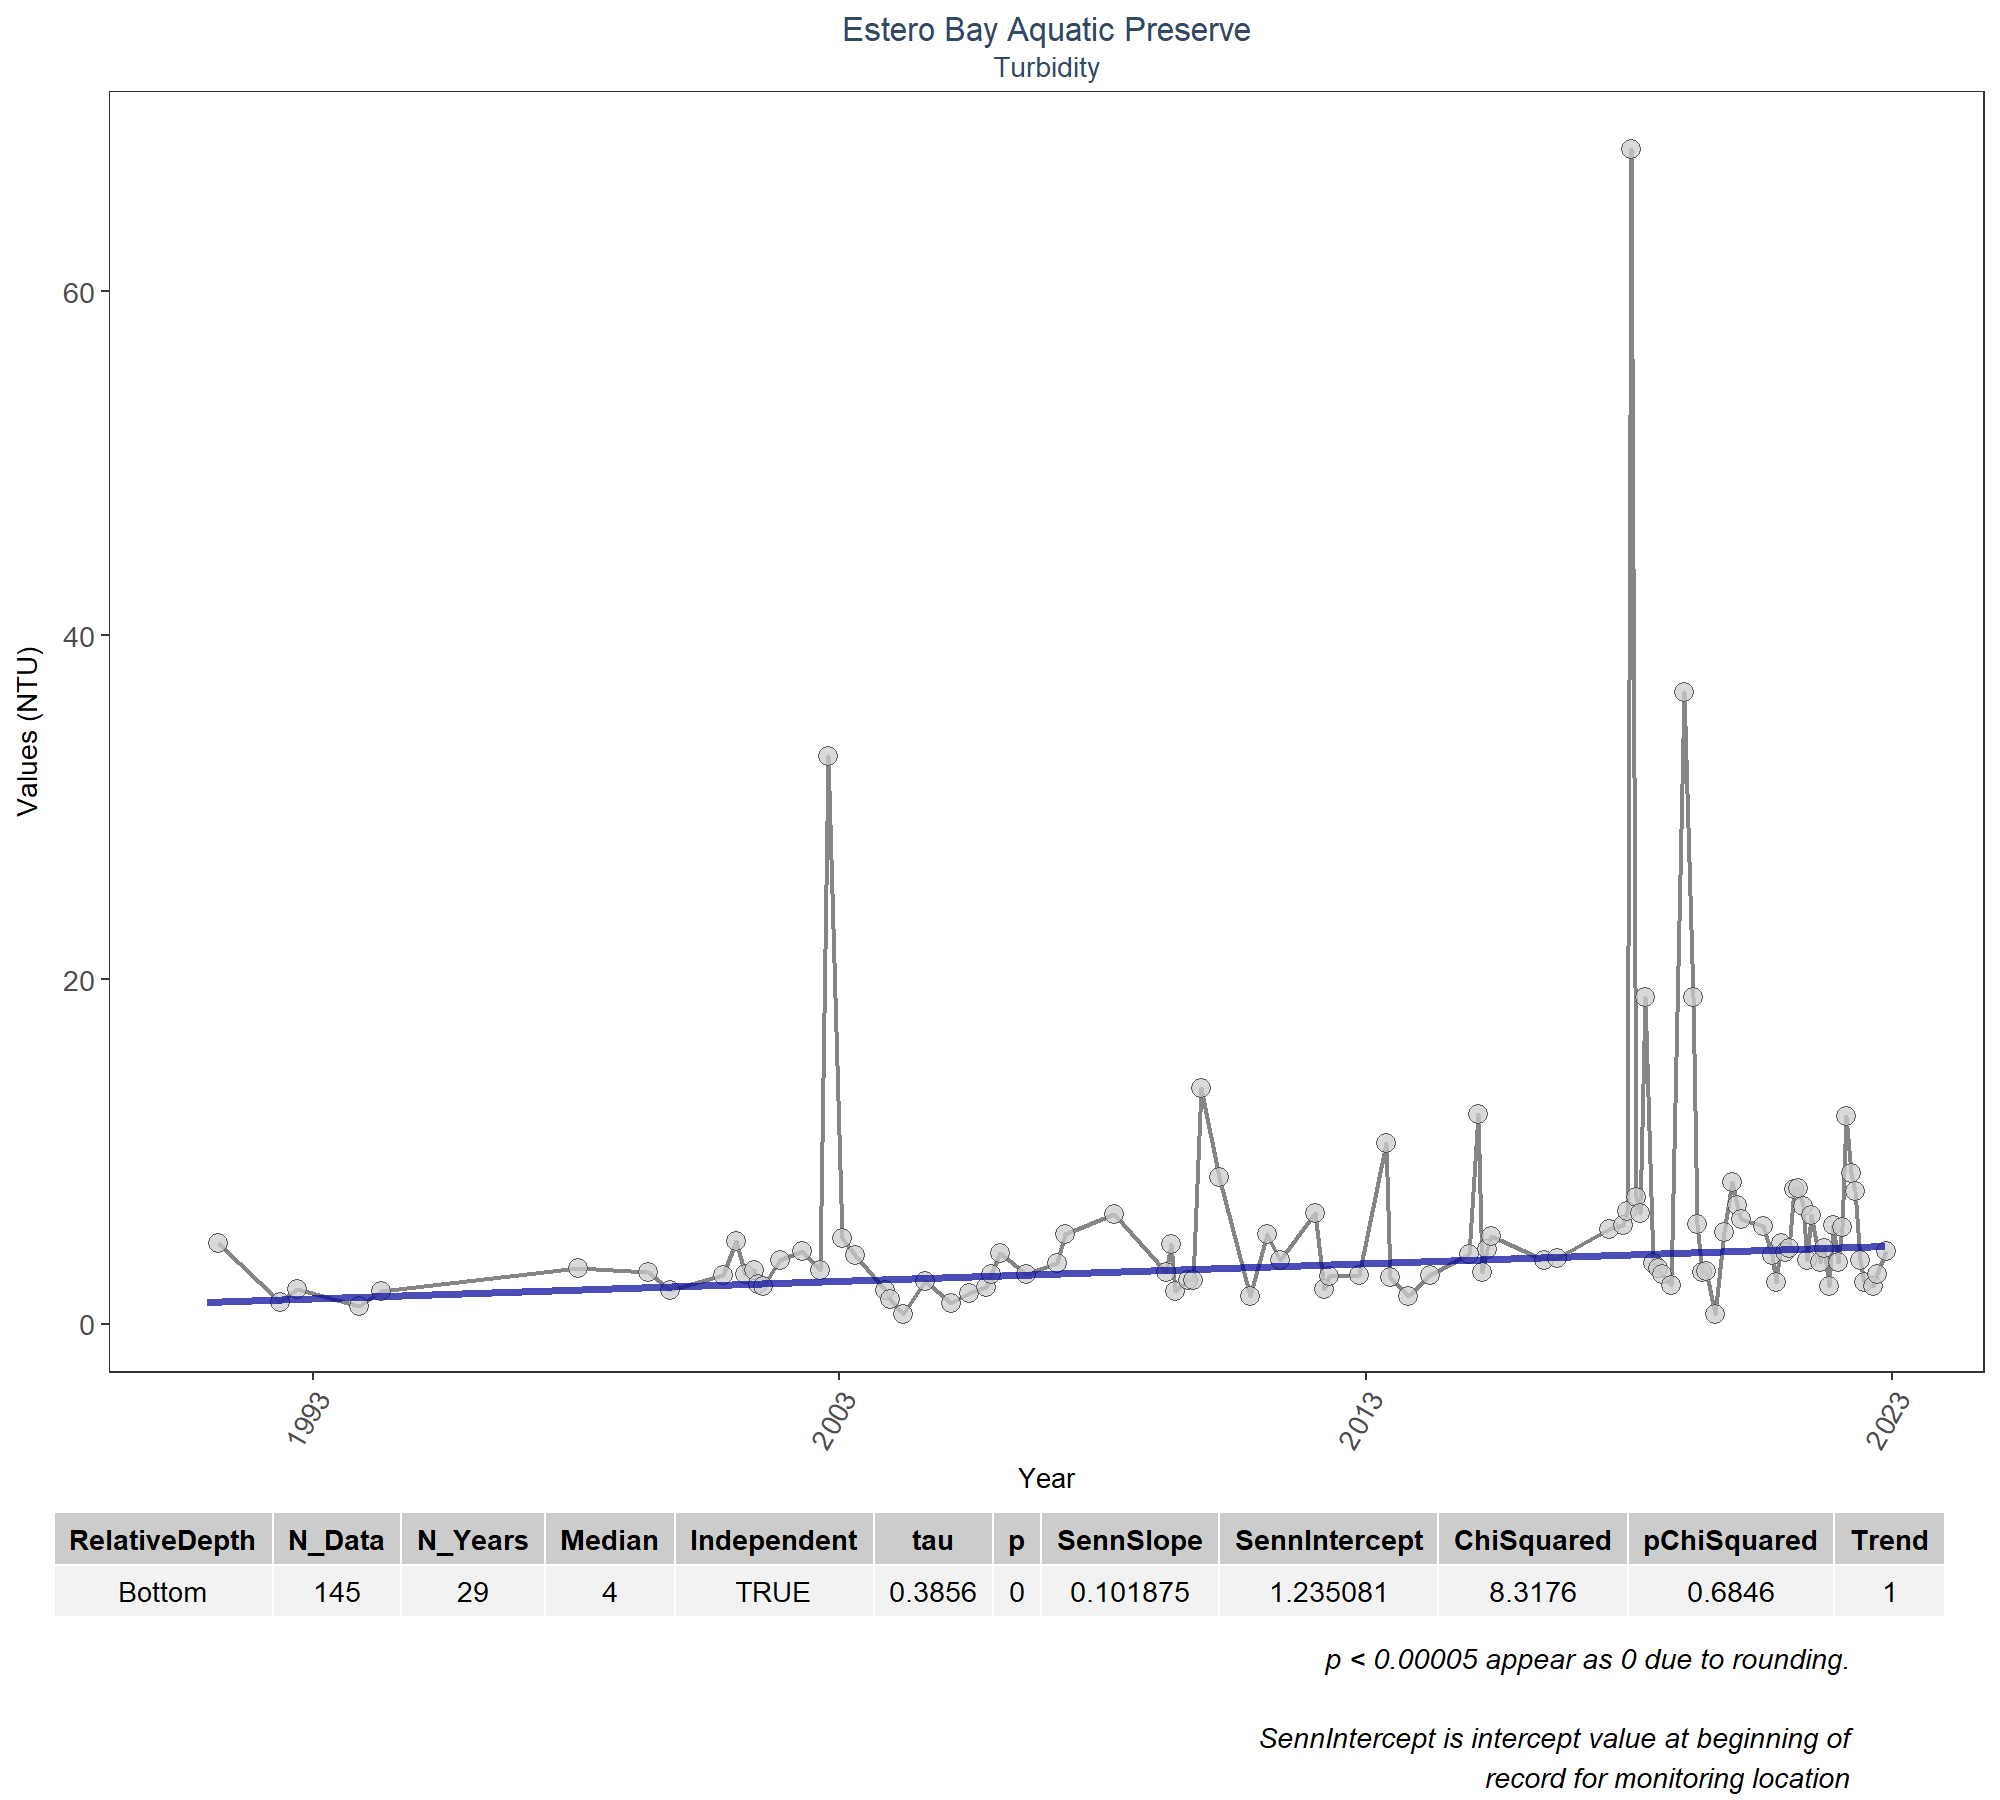 Estero Bay Aquatic Preserve
Turbidity
60
40
20
0
Values (NTU)
1993
2003
2013
2023
Year
RelativeDepth N_Data N_Years Median Independent tau p SennSlope SennIntercept ChiSquared pChiSquared Trend
Bottom 145 29 4 TRUE 0.3856 0 0.101875 1.235081 8.3176 0.6846 1
p < 0.00005 appear as 0 due to rounding.
SennIntercept is intercept value at beginning of
record for monitoring location